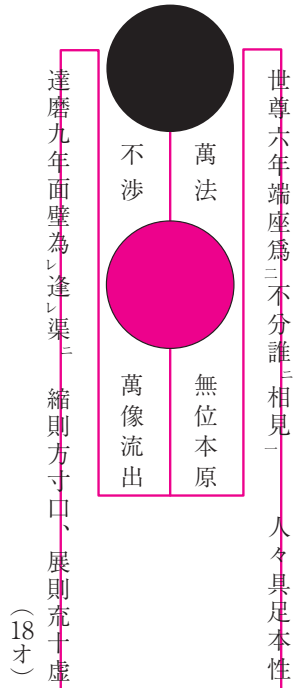 世尊六年端座爲㆓不分誰㆓相見㆒　人々具足本性
萬法
不渉
無位本原
萬像流出
達磨九年面壁為㆑逢㆑渠㆓　縮則方寸口、展則充十虚
（18オ）